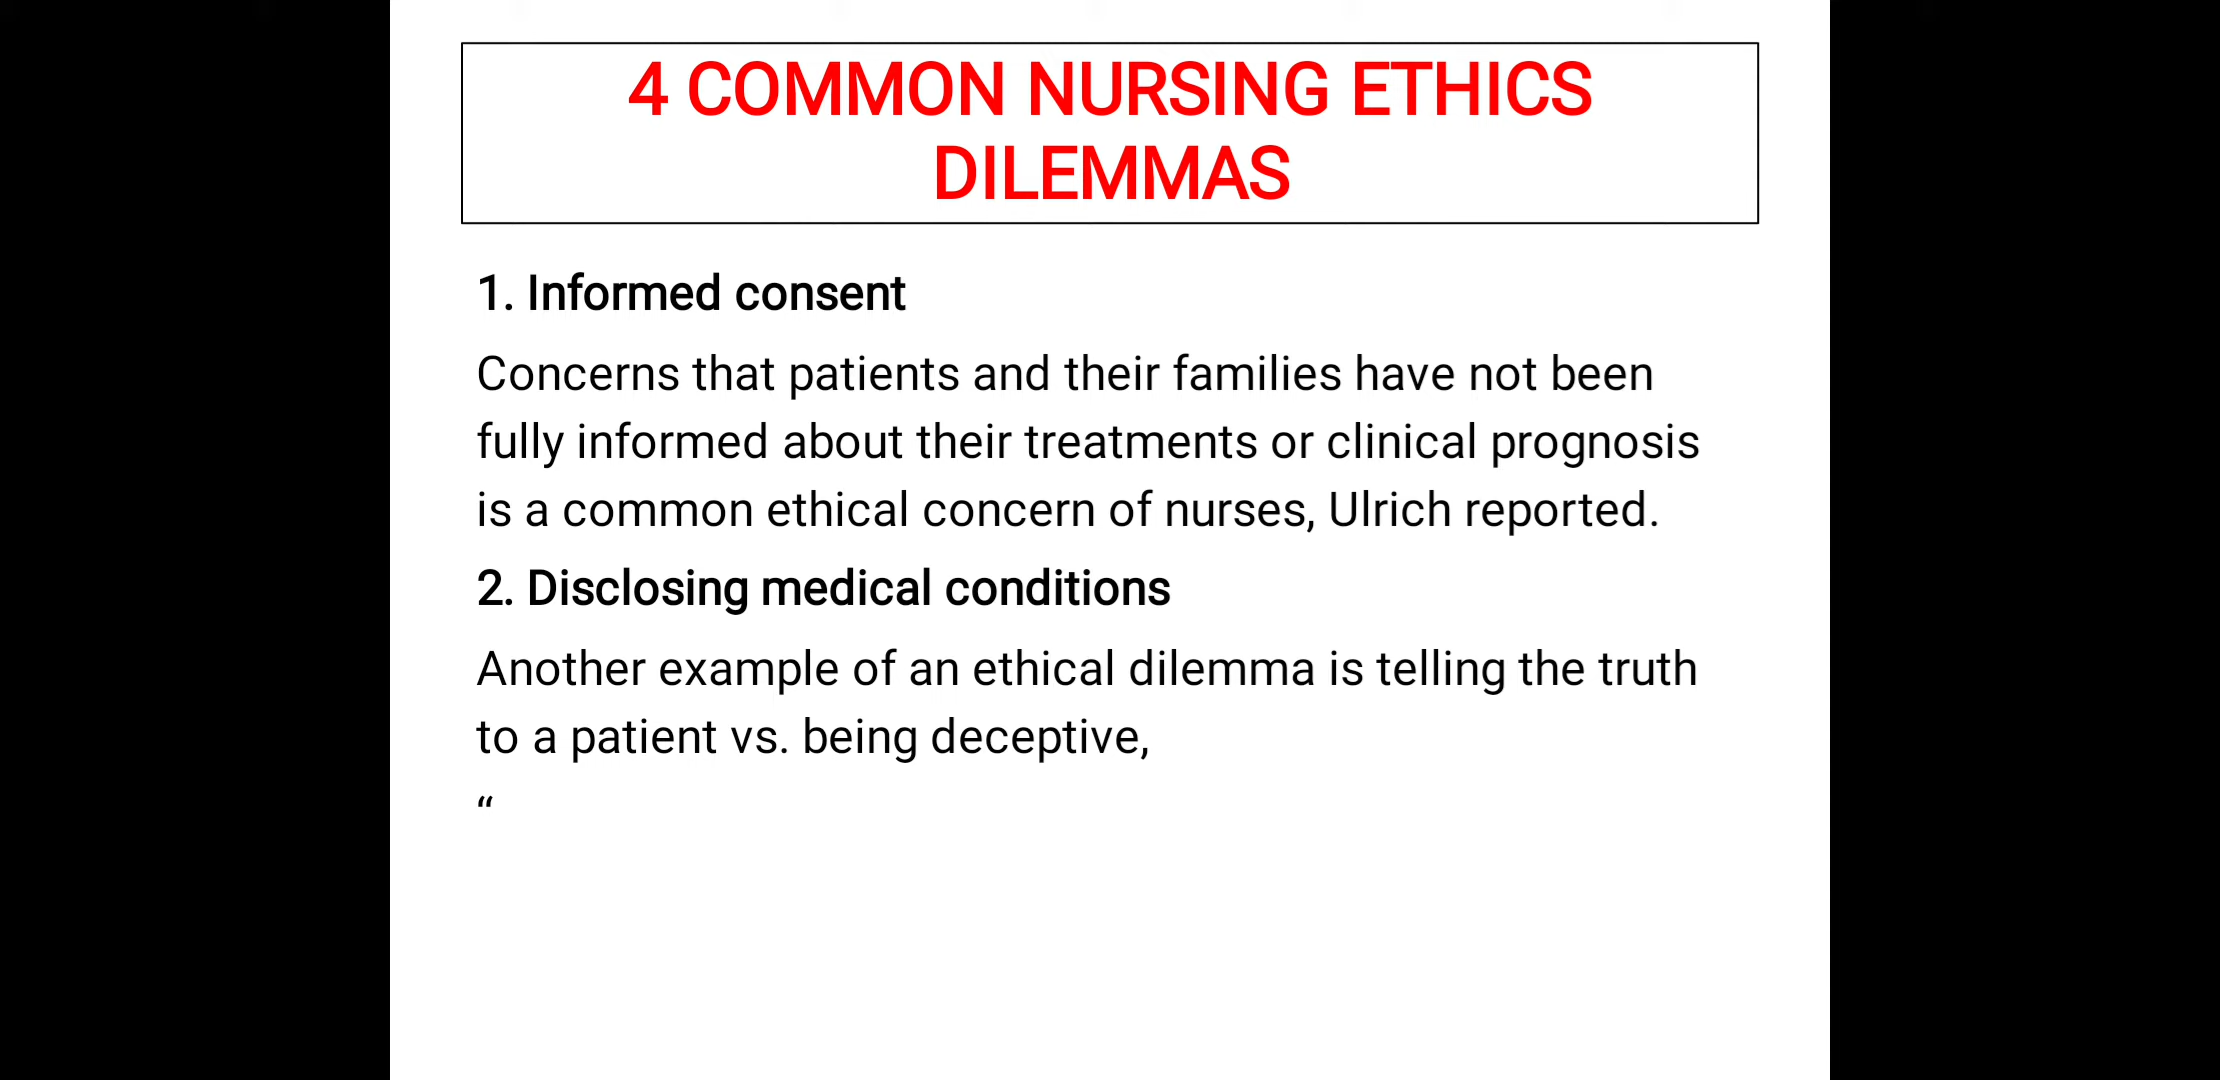 4 COMMON NURSING ETHICS
DILEMMAS
1. Informed consent
Concerns that patients and their families have not been
fully informed about their treatments or clinical prognosis
is a common ethical concern of nurses, Ulrich reported.
2. Disclosing medical conditions
Another example of an ethical dilemma is telling the truth
to a patient vs. being deceptive,
“